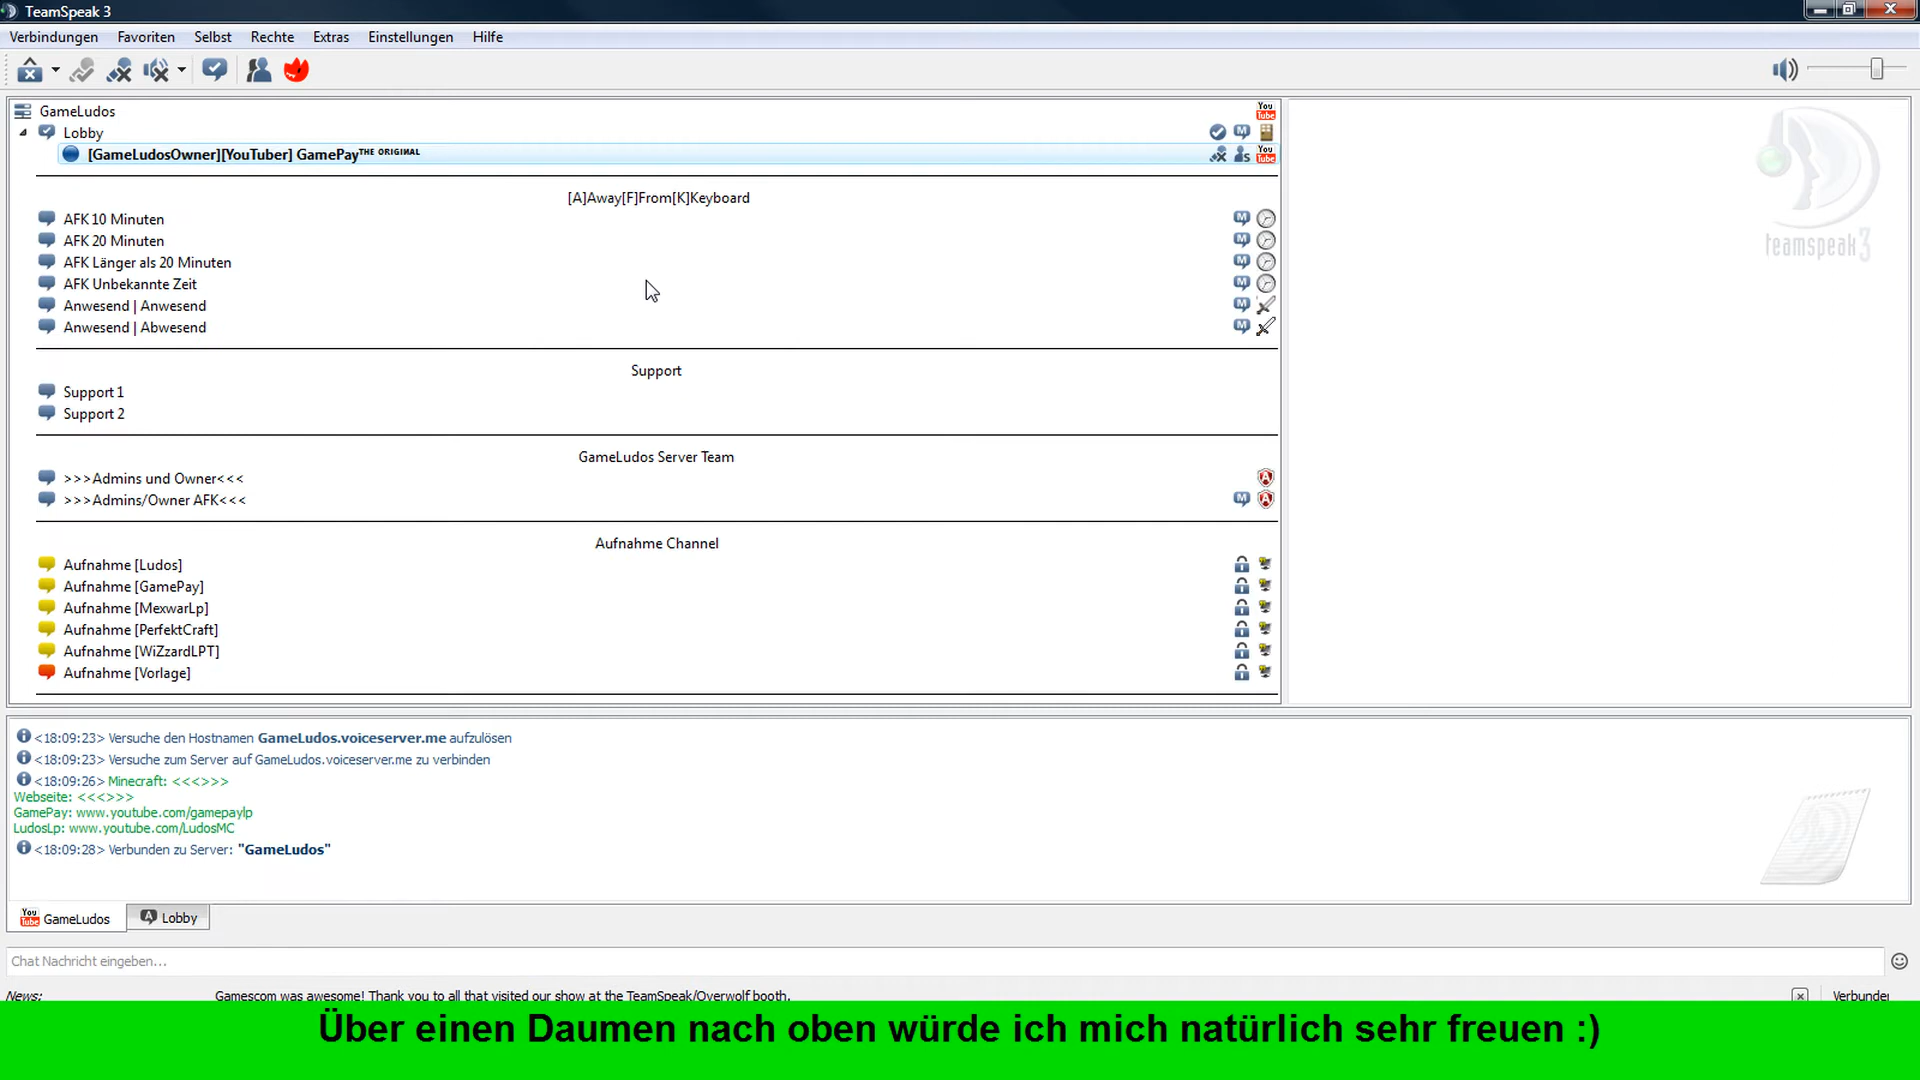 TeamSpeak 3
Verbindungen Favoriten Selbst Rechte Extras Einstellungen Hilfe
GameLudos
Lobby
[GameLudosOwner][YouTuber] GamePayᵀᴴᴱ ᴼᴿᴵᴳᴵᴻᴬᴸ
[A]Away[F]From[K]Keyboard
AFK 10 Minuten
AFK 20 Minuten
AFK Länger als 20 Minuten
AFK Unbekannte Zeit
Anwesend | Anwesend
Anwesend | Abwesend
Support
Support 1
Support 2
GameLudos Server Team
>>>Admins und Owner<<<
>>>Admins/Owner AFK<<<
Aufnahme Channel
Aufnahme [Ludos]
Aufnahme [GamePay]
Aufnahme [MexwarLp]
Aufnahme [PerfektCraft]
Aufnahme [WiZzardLPT]
Aufnahme [Vorlage]
teamspeak 3
<18:09:23> Versuche den Hostnamen GameLudos.voiceserver.me aufzulösen
<18:09:23> Versuche zum Server auf GameLudos.voiceserver.me zu verbinden
<18:09:26> Minecraft: <<<>>>
Webseite: <<<>>>
GamePay: www.youtube.com/gamepaylp
LudosLp: www.youtube.com/LudosMC
<18:09:28> Verbunden zu Server: "GameLudos"
You Tube GameLudos Lobby
Chat Nachricht eingeben...
News: Gamescom was awesome! Thank you to all that visited our show at the TeamSpeak/Overwolf booth. Verbunden
Über einen Daumen nach oben würde ich mich natürlich sehr freuen :)